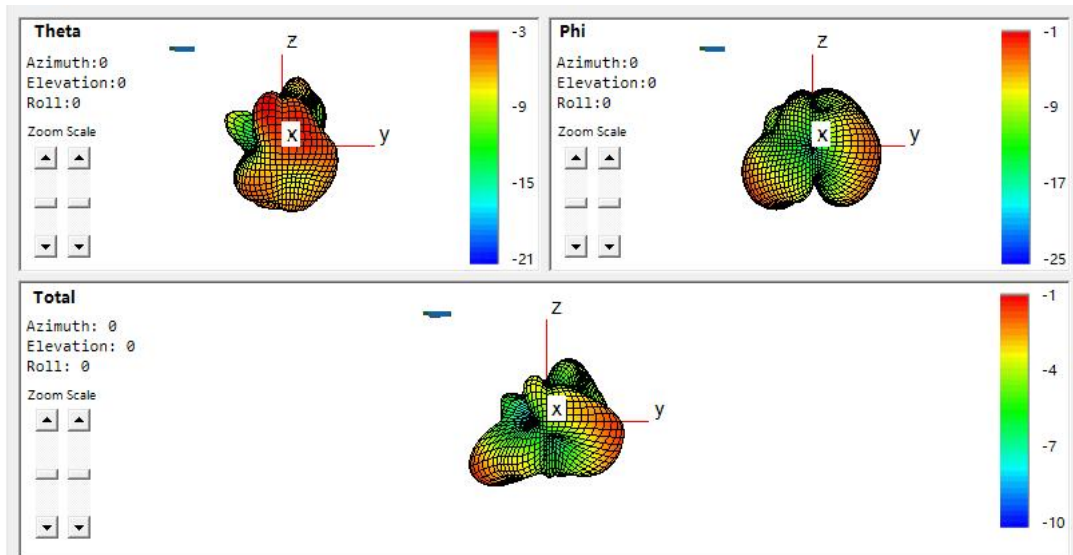 Theta
Azimuth:0
Elevation:0
Roll:0
Zoom Scale
z
x
y
-3
-9
-15
-21
Phi
Azimuth:0
Elevation:0
Roll:0
Zoom Scale
z
x
y
-1
-9
-17
-25
Total
Azimuth: 0
Elevation: 0
Roll: 0
Zoom Scale
z
x
y
-1
-4
-7
-10